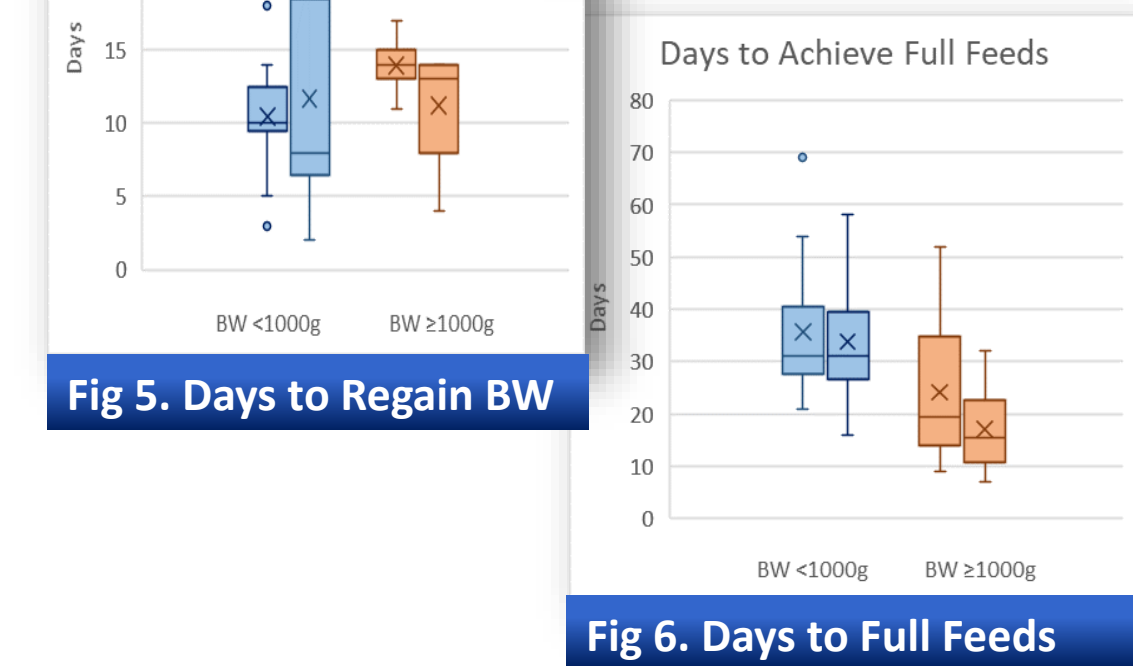 Days
15
10
5
0
BW <1000g BW ≥1000g
Fig 5. Days to Regain BW
Days to Achieve Full Feeds
Days
80
70
60
50
40
30
20
10
0
BW <1000g BW ≥1000g
Fig 6. Days to Full Feeds